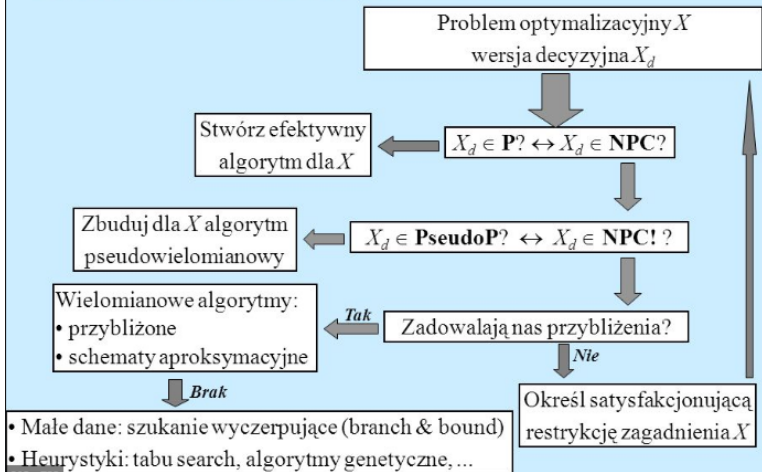 Problem optymalizacyjny X
wersja decyzyjna X_d
Stwórz efektywny
algorytm dla X
X_d ∈ P? ↔ X_d ∈ NPC?
Zbuduj dla X algorytm
pseudowielomianowy
X_d ∈ PseudoP? ↔ X_d ∈ NPC! ?
Wielomianowe algorytmy:
• przybliżone
• schematy aproksymacyjne
Tak
Zadowalają nas przybliżenia?
Nie
Brak
Określ satysfakcjonującą
restrykcję zagadnienia X
• Małe dane: szukanie wyczerpujące (branch & bound)
• Heurystyki: tabu search, algorytmy genetyczne, ...